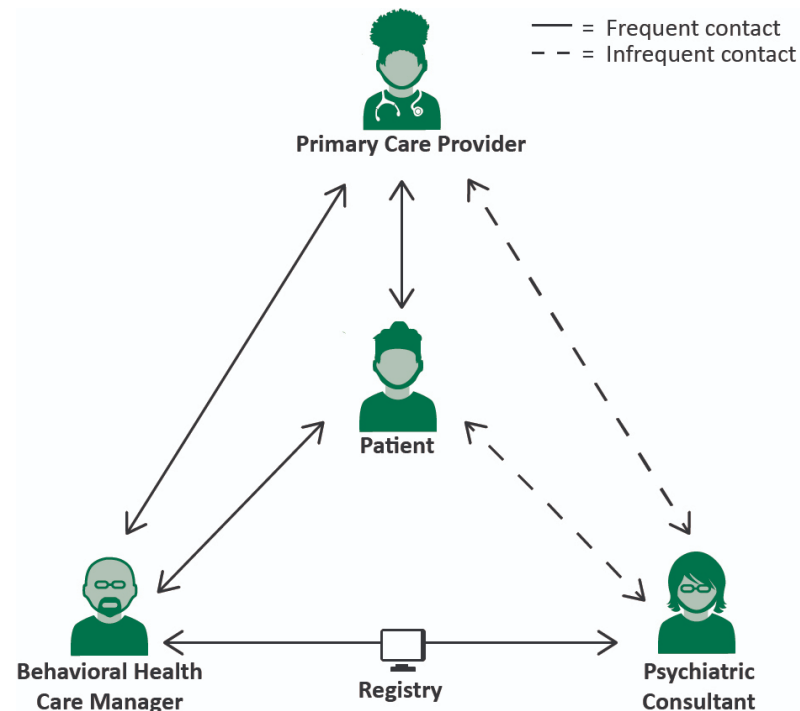 = Frequent contact
= Infrequent contact
Primary Care Provider
Patient
Behavioral Health
Care Manager
Registry
Psychiatric
Consultant